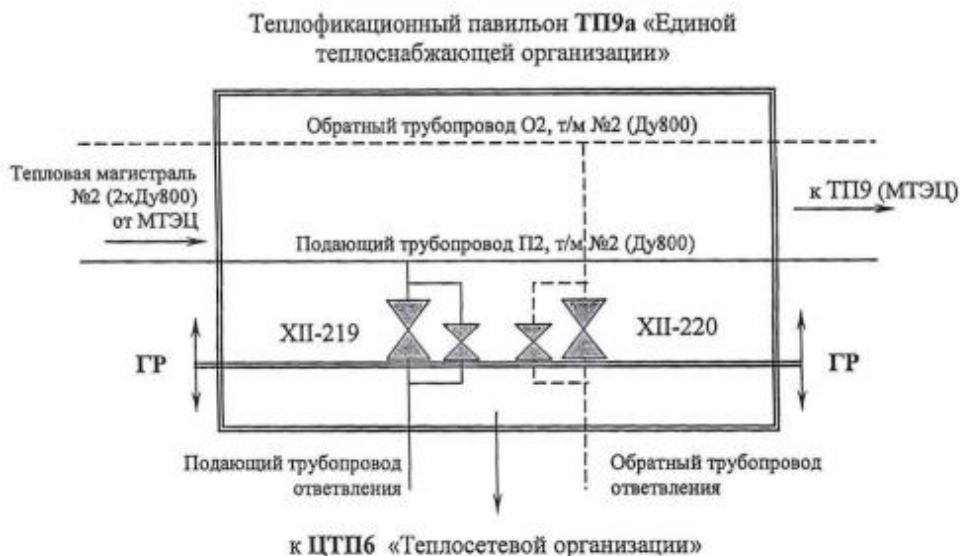 Теплофикационный павильон ТП9а «Единой
теплоснабжающей организации»
Обратный трубопровод О2, т/м №2 (Ду800)
Тепловая магистраль
№2 (2хДу800)
от МТЭЦ
к ТП9 (МТЭЦ)
Подающий трубопровод П2, т/м №2 (Ду800)
XII-219
XII-220
ГР
ГР
Подающий трубопровод
ответвления
Обратный трубопровод
ответвления
к ЦТП6 «Теплосетевой организации»